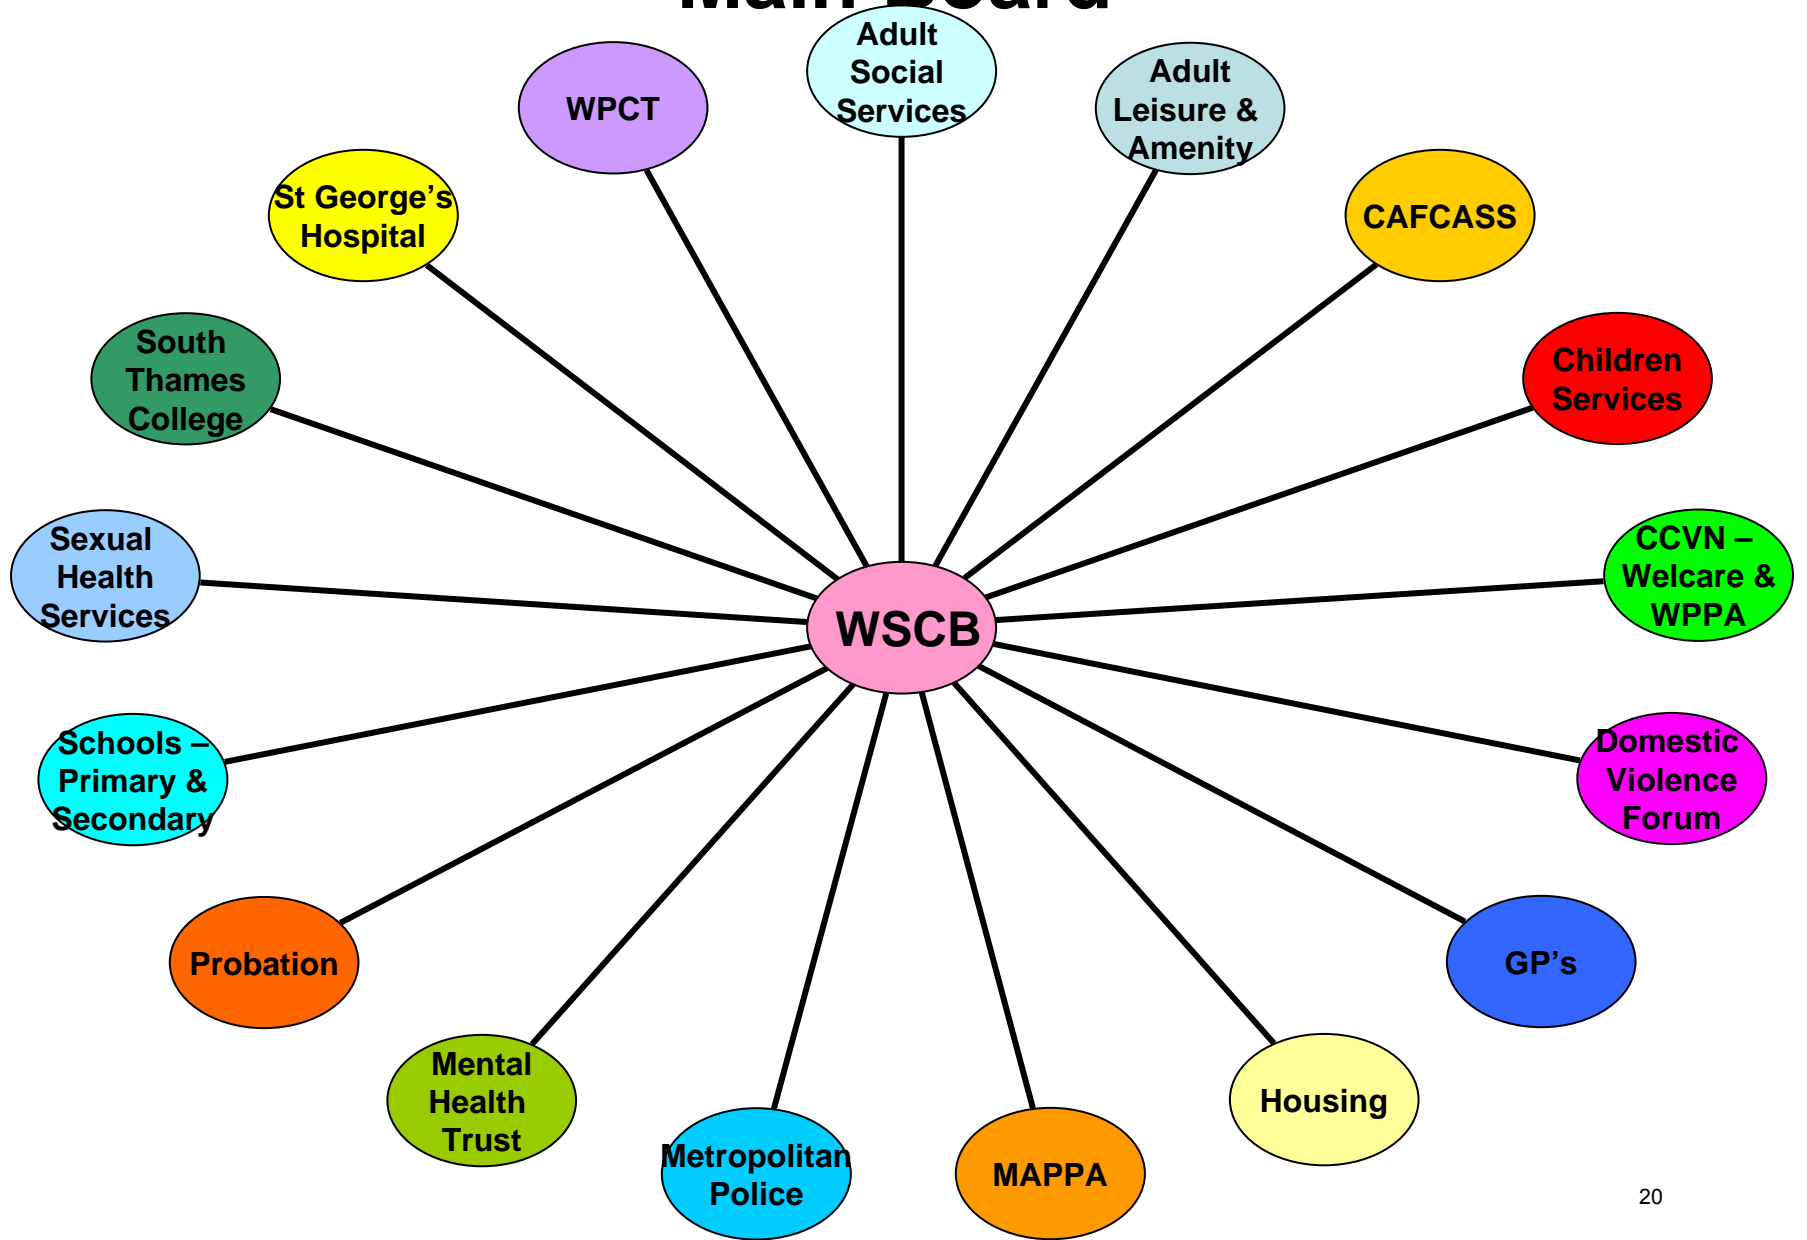 Main Board
Adult
Social
Services
Adult
Leisure &
Amenity
CAFCASS
Children
Services
CCVN –
Welcare &
WPPA
Domestic
Violence
Forum
GP's
Housing
MAPPA
Metropolitan
Police
Mental
Health
Trust
Probation
Schools –
Primary &
Secondary
Sexual
Health
Services
South
Thames
College
St George’s
Hospital
WPCT
WSCB
20